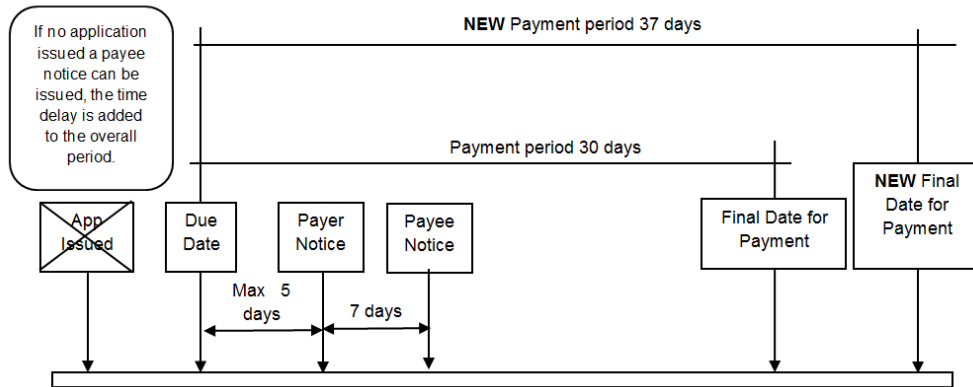 If no application
issued a payee
notice can be
issued, the time
delay is added
to the overall
period.
NEW Payment period 37 days
Payment period 30 days
App
Issued
Due
Date
Payer
Notice
Payee
Notice
Final Date for
Payment
NEW Final
Date for
Payment
Max 5
days
7 days